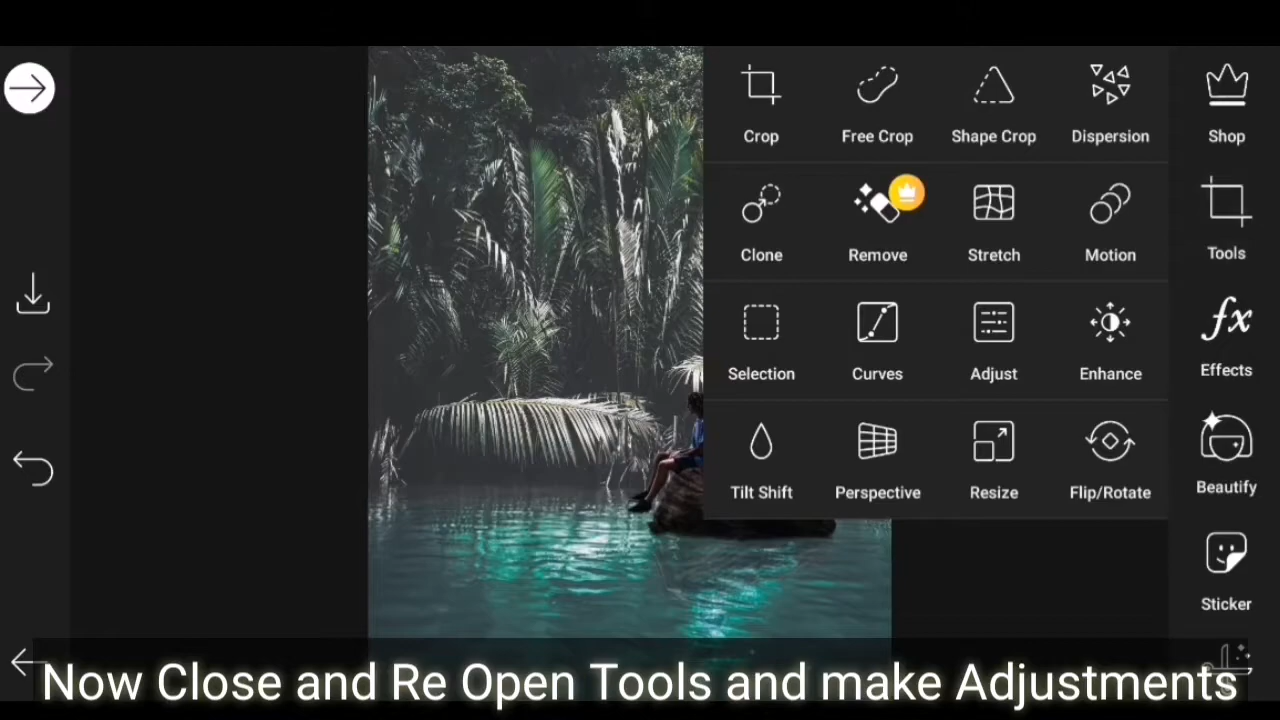 Crop
Free Crop
Shape Crop
Dispersion
Shop
Clone
Remove
Stretch
Motion
Tools
Selection
Curves
Adjust
Enhance
fx
Effects
Tilt Shift
Perspective
Resize
Flip/Rotate
Beautify
Sticker
Now Close and Re Open Tools and make Adjustments